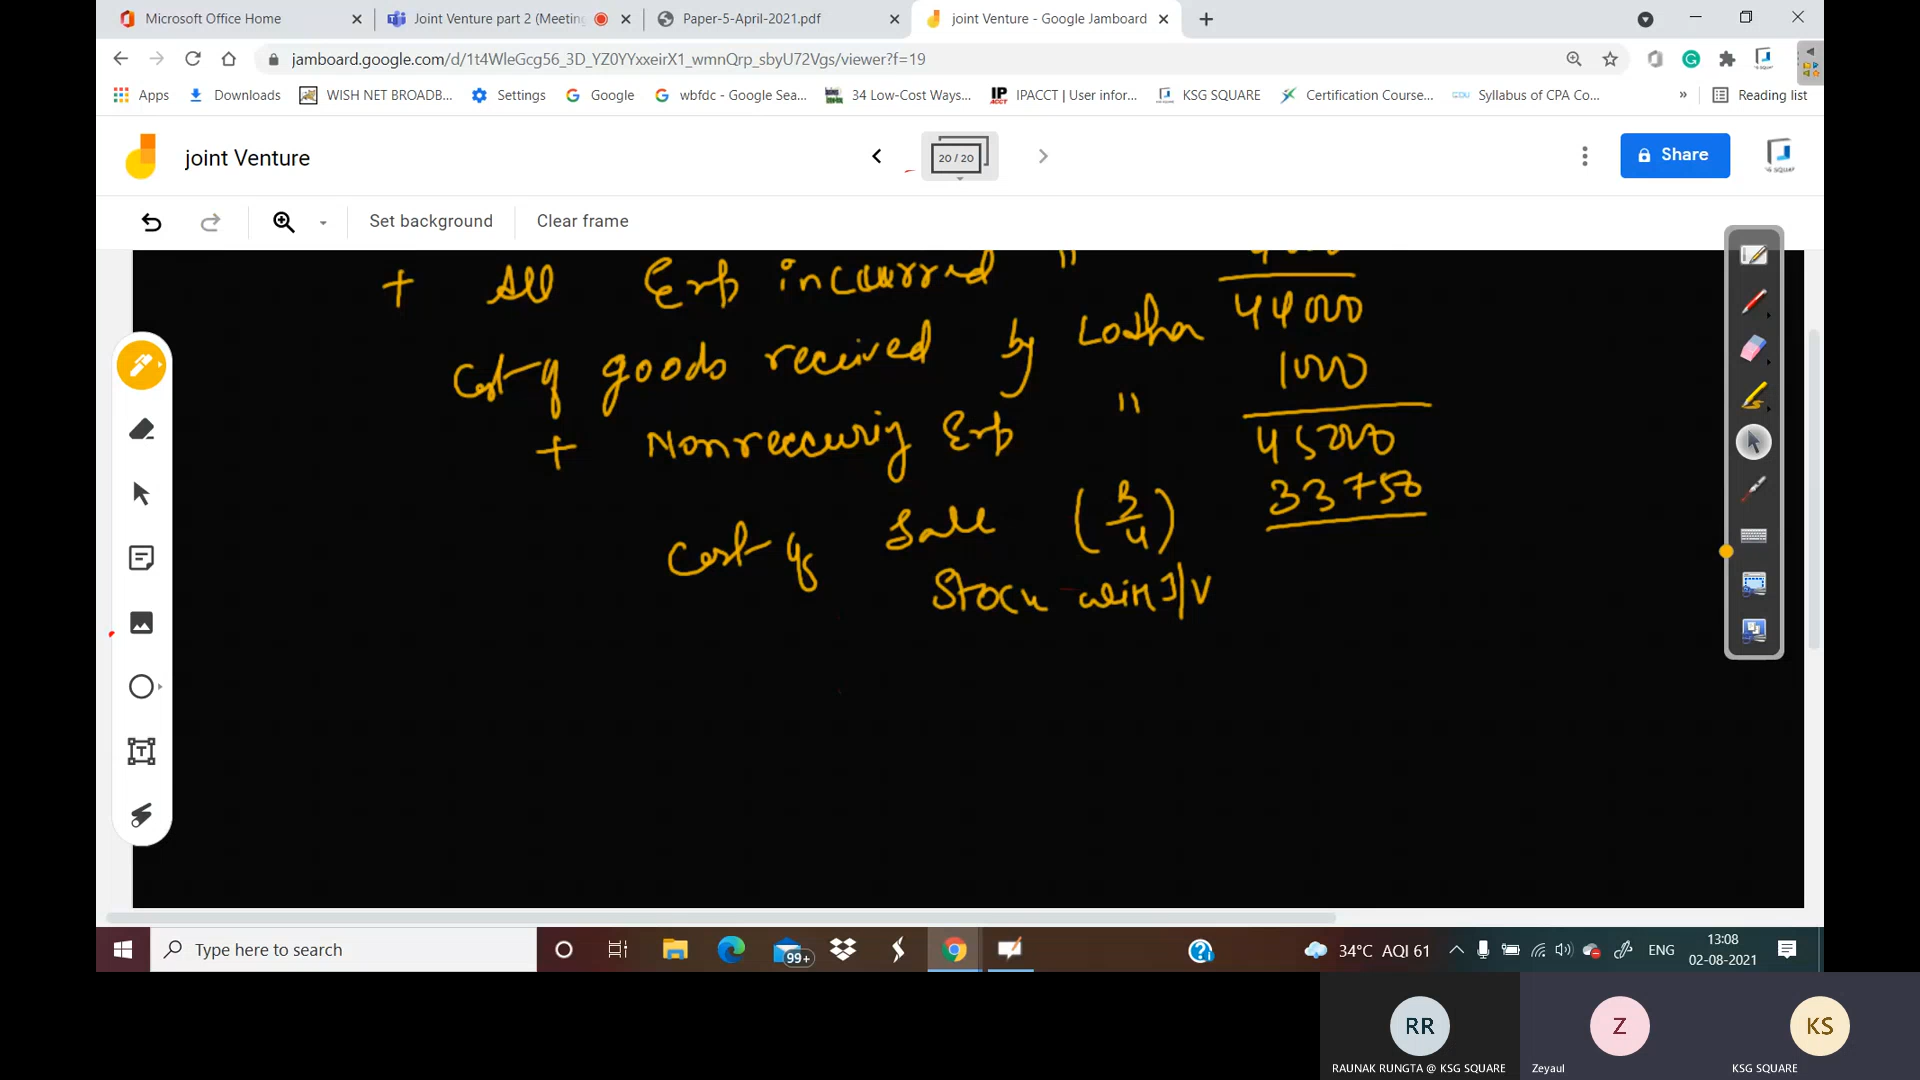 Microsoft Office Home
Joint Venture part 2 (Meetin
Paper-5-April-2021.pdf
joint Venture - Google Jamboard
jamboard.google.com/d/1t4WleGcg56_3D_YZ0YYxxeirX1_wmnQrp_sbyU72Vgs/viewer?f=19
Apps
Downloads
WISH NET BROADB...
Settings
Google
wbfdc - Google Sea...
34 Low-Cost Ways...
IPACCT | User infor...
KSG SQUARE
Certification Course...
Syllabus of CPA Co...
»
Reading list
joint Venture
20 / 20
Share
Set background
Clear frame
+ All Exp incurred "
44000
Cost of goods received by
1000
+ Nonreccurig Exp "
45000
Cost of Sale (3/4) 33750
Stock with J/V
Type here to search
99+
34°C AQI 61
ENG
13:08
02-08-2021
RR
Z
KS
RAUNAK RUNGTA @ KSG SQUARE
Zeyaul
KSG SQUARE